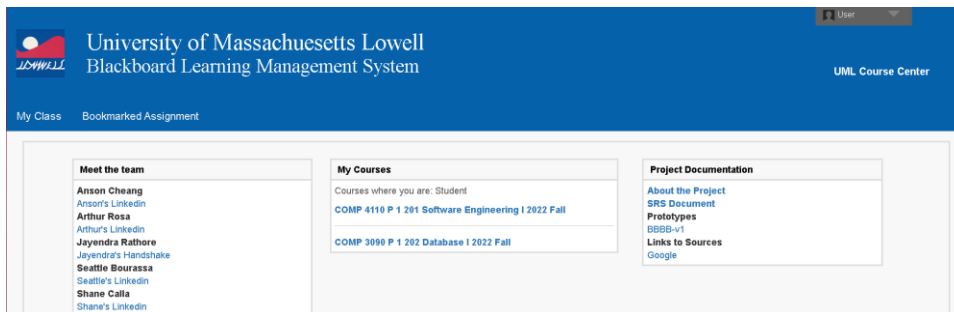 User
LOWELL
University of Massachuesetts Lowell
Blackboard Learning Management System
UML Course Center
My Class Bookmarked Assignment
Meet the team
Anson Cheang
Anson's Linkedin
Arthur Rosa
Arthur's Linkedin
Jayendra Rathore
Jayendra's Handshake
Seattle Bourassa
Seattle's Linkedin
Shane Calla
Shane's Linkedin
My Courses
Courses where you are: Student
COMP 4110 P 1 201 Software Engineering I 2022 Fall
COMP 3090 P 1 202 Database I 2022 Fall
Project Documentation
About the Project
SRS Document
Prototypes
BBBB-v1
Links to Sources
Google